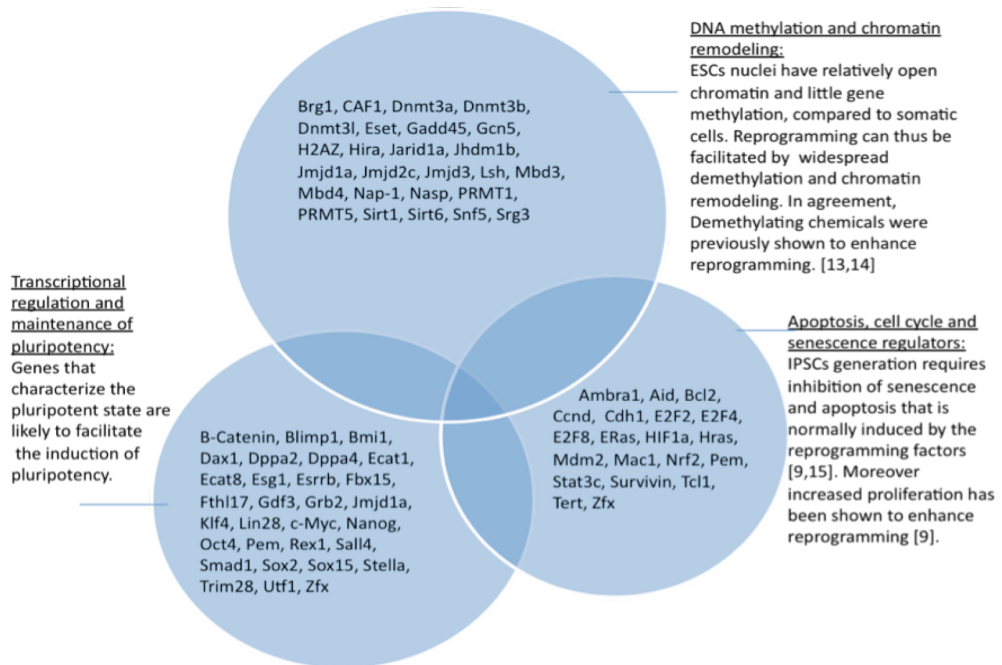 DNA methylation and chromatin
remodeling:
ESCs nuclei have relatively open
chromatin and little gene
methylation, compared to somatic
cells. Reprogramming can thus be
facilitated by widespread
demethylation and chromatin
remodeling. In agreement,
Demethylating chemicals were
previously shown to enhance
reprogramming. [13,14]
Brg1, CAF1, Dnmt3a, Dnmt3b,
Dnmt3l, Eset, Gadd45, Gcn5,
H2AZ, Hira, Jarid1a, Jhdm1b,
Jmjd1a, Jmjd2c, Jmjd3, Lsh, Mbd3,
Mbd4, Nap-1, Nasp, PRMT1,
PRMT5, Sirt1, Sirt6, Snf5, Srg3
Transcriptional
regulation and
maintenance of
pluripotency:
Genes that
characterize the
pluripotent state are
likely to facilitate
the induction of
pluripotency.
B-Catenin, Blimp1, Bmi1,
Dax1, Dppa2, Dppa4, Ecat1,
Ecat8, Esg1, Esrrb, Fbx15,
Fthl17, Gdf3, Grb2, Jmjd1a,
Klf4, Lin28, c-Myc, Nanog,
Oct4, Pem, Rex1, Sall4,
Smad1, Sox2, Sox15, Stella,
Trim28, Utf1, Zfx
Apoptosis, cell cycle and
senescence regulators:
IPSCs generation requires
inhibition of senescence
and apoptosis that is
normally induced by the
reprogramming factors
[9,15]. Moreover
increased proliferation has
been shown to enhance
reprogramming [9].
Ambra1, Aid, Bcl2,
Ccnd, Cdh1, E2F2, E2F4,
E2F8, ERas, HIF1a, Hras,
Mdm2, Mac1, Nrf2, Pem,
Stat3c, Survivin, Tcl1,
Tert, Zfx